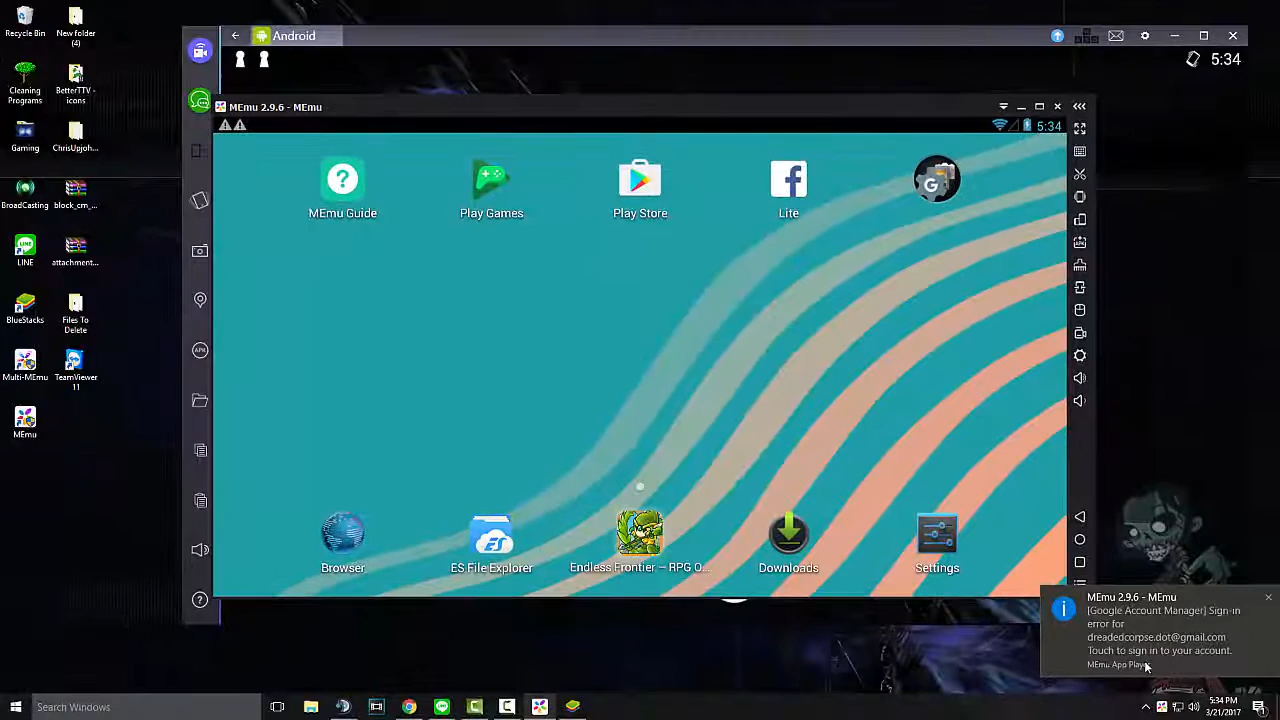 Recycle Bin
New folder
(4)
Cleaning
Programs
BetterTTV -
icons
Gaming
ChrisUpjoh...
BroadCasting
block_cm_...
LINE
attachment...
BlueStacks
Files To
Delete
Multi-MEmu
TeamViewer
11
MEmu
Android
5:34
MEmu 2.9.6 - MEmu
5:34
MEmu Guide
Play Games
Play Store
Lite
G
APK
Browser
ES File Explorer
Endless Frontier – RPG O...
Downloads
Settings
MEmu 2.9.6 - MEmu
[Google Account Manager] Sign-in
error for
dreadedcorpse.dot@gmail.com
Touch to sign in to your account.
MEmu App Playe
Search Windows
5:34 PM
3/21/2017